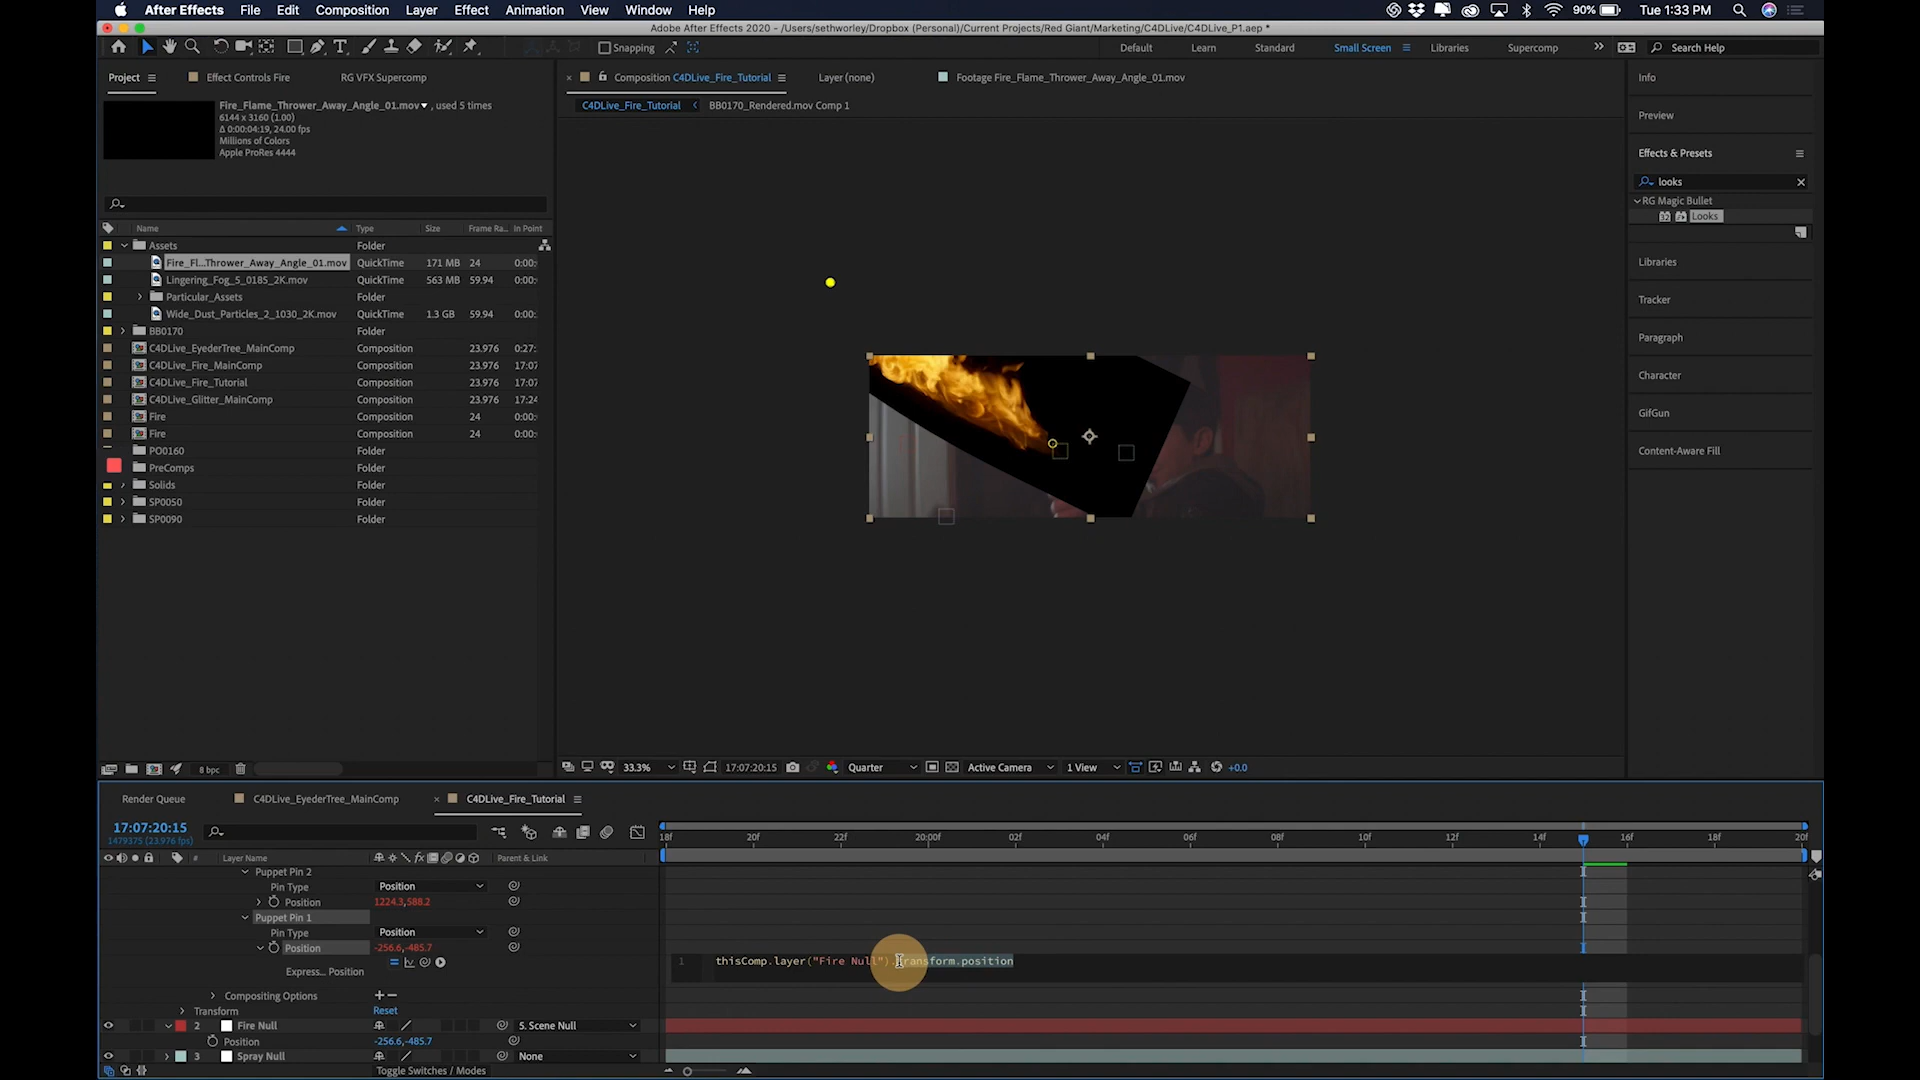 After Effects File Edit Composition Layer Effect Animation View Window Help 90% Tue 1:33 PM
Adobe After Effects 2020 - /Users/sethworley/Dropbox (Personal)/Current Projects/Red Giant/Marketing/C4DLive/C4DLive_P1.aep *
Snapping Default Learn Standard Small Screen Libraries Supercomp Search Help
Project Effect Controls Fire RG VFX Supercomp Composition C4DLive_Fire_Tutorial Layer (none) Footage Fire_Flame_Thrower_Away_Angle_01.mov Info
Fire_Flame_Thrower_Away_Angle_01.mov , used 5 times
6144 x 3160 (1.00)
Δ 0:00:04:19, 24.00 fps
Millions of Colors
Apple ProRes 4444
C4DLive_Fire_Tutorial BB0170_Rendered.mov Comp 1
Preview
Effects & Presets
looks
RG Magic Bullet
32 Looks
Libraries
Tracker
Paragraph
Character
GifGun
Content-Aware Fill
Name Type Size Frame Ra... In Point
Assets Folder
Fire_Fl...Thrower_Away_Angle_01.mov QuickTime 171 MB 24 0:00:
Lingering_Fog_5_0185_2K.mov QuickTime 563 MB 59.94 0:00:
Particular_Assets Folder
Wide_Dust_Particles_2_1030_2K.mov QuickTime 1.3 GB 59.94 0:00:
BB0170 Folder
C4DLive_EyederTree_MainComp Composition 23.976 0:27:
C4DLive_Fire_MainComp Composition 23.976 17:07
C4DLive_Fire_Tutorial Composition 23.976 17:07
C4DLive_Glitter_MainComp Composition 23.976 17:24
Fire Composition 24 0:00:
Fire Composition 24 0:00:
PO0160 Folder
PreComps Folder
Solids Folder
SP0050 Folder
SP0090 Folder
8 bpc 33.3% 17:07:20:15 Quarter Active Camera 1 View +0.0
Render Queue C4DLive_EyederTree_MainComp C4DLive_Fire_Tutorial
17:07:20:15
1479375 (23.976 fps)
18f 20f 22f 20:00f 02f 04f 06f 08f 10f 12f 14f 16f 18f 20f
# Layer Name fx Parent & Link
Puppet Pin 2
Pin Type Position
Position 1224.3,588.2
Puppet Pin 1
Pin Type Position
Position -256.6,-485.7
Express... Position
1 thisComp.layer("Fire Null").transform.position
Compositing Options
Transform Reset
2 Fire Null 5. Scene Null
Position -256.6,-485.7
3 Spray Null None
Toggle Switches / Modes